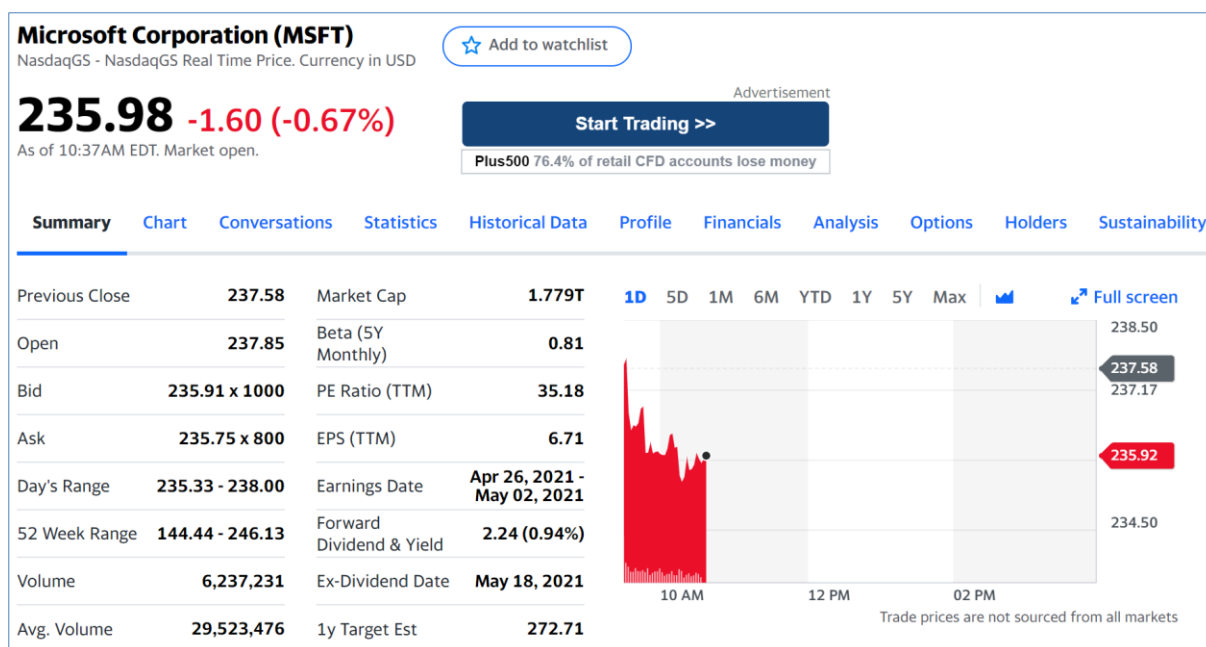 Microsoft Corporation (MSFT)
Add to watchlist
NasdaqGS - NasdaqGS Real Time Price. Currency in USD
235.98 -1.60 (-0.67%)
As of 10:37AM EDT. Market open.
Advertisement
Start Trading >>
Plus500 76.4% of retail CFD accounts lose money
Summary Chart Conversations Statistics Historical Data Profile Financials Analysis Options Holders Sustainability
Previous Close 237.58
Open 237.85
Bid 235.91 x 1000
Ask 235.75 x 800
Day's Range 235.33 - 238.00
52 Week Range 144.44 - 246.13
Volume 6,237,231
Avg. Volume 29,523,476
Market Cap 1.779T
Beta (5Y
Monthly) 0.81
PE Ratio (TTM) 35.18
EPS (TTM) 6.71
Earnings Date Apr 26, 2021 -
May 02, 2021
Forward
Dividend & Yield 2.24 (0.94%)
Ex-Dividend Date May 18, 2021
1y Target Est 272.71
1D 5D 1M 6M YTD 1Y 5Y Max Full screen
238.50
237.58
237.17
235.92
234.50
10 AM 12 PM 02 PM
Trade prices are not sourced from all markets